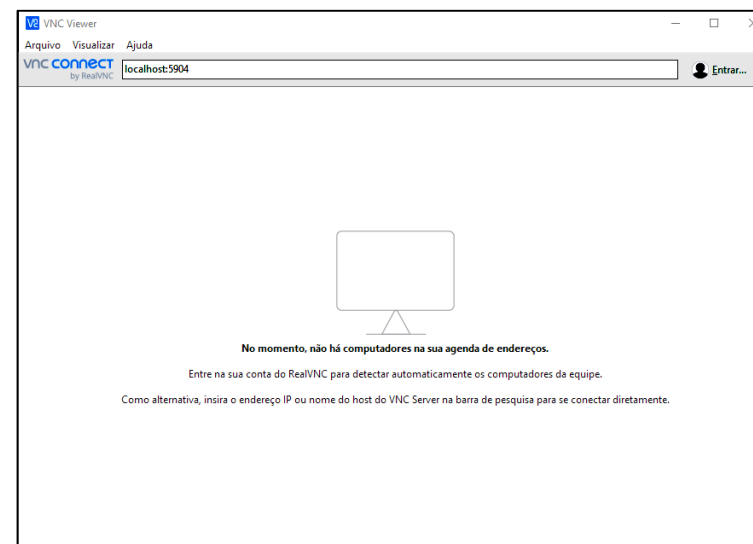 VNC Viewer
Arquivo Visualizar Ajuda
vnc connect
by RealVNC
localhost:5904
Entrar...
No momento, não há computadores na sua agenda de endereços.
Entre na sua conta do RealVNC para detectar automaticamente os computadores da equipe.
Como alternativa, insira o endereço IP ou nome do host do VNC Server na barra de pesquisa para se conectar diretamente.